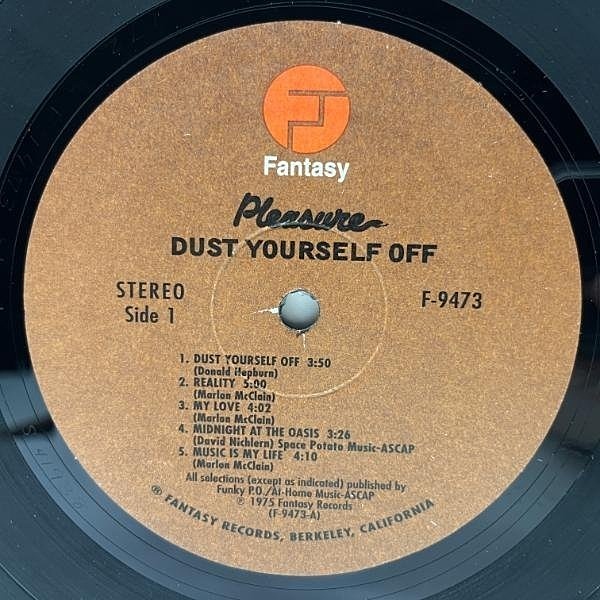 Fantasy
Pleasure
DUST YOURSELF OFF
STEREO
Side 1
F-9473
1. DUST YOURSELF OFF 3:50
(Donald Hepburn)
2. REALITY 5:00
(Marlon McClain)
3. MY LOVE 4:02
(Marlon McClain)
4. MIDNIGHT AT THE OASIS 3:26
(David Nichlern) Space Potato Music-ASCAP
5. MUSIC IS MY LIFE 4:10
(Marlon McClain)
All selections (except as indicated) published by
Funky P.O./At-Home Music-ASCAP
℗ 1975 Fantasy Records
(F-9473-A)
® FANTASY RECORDS, BERKELEY, CALIFORNIA